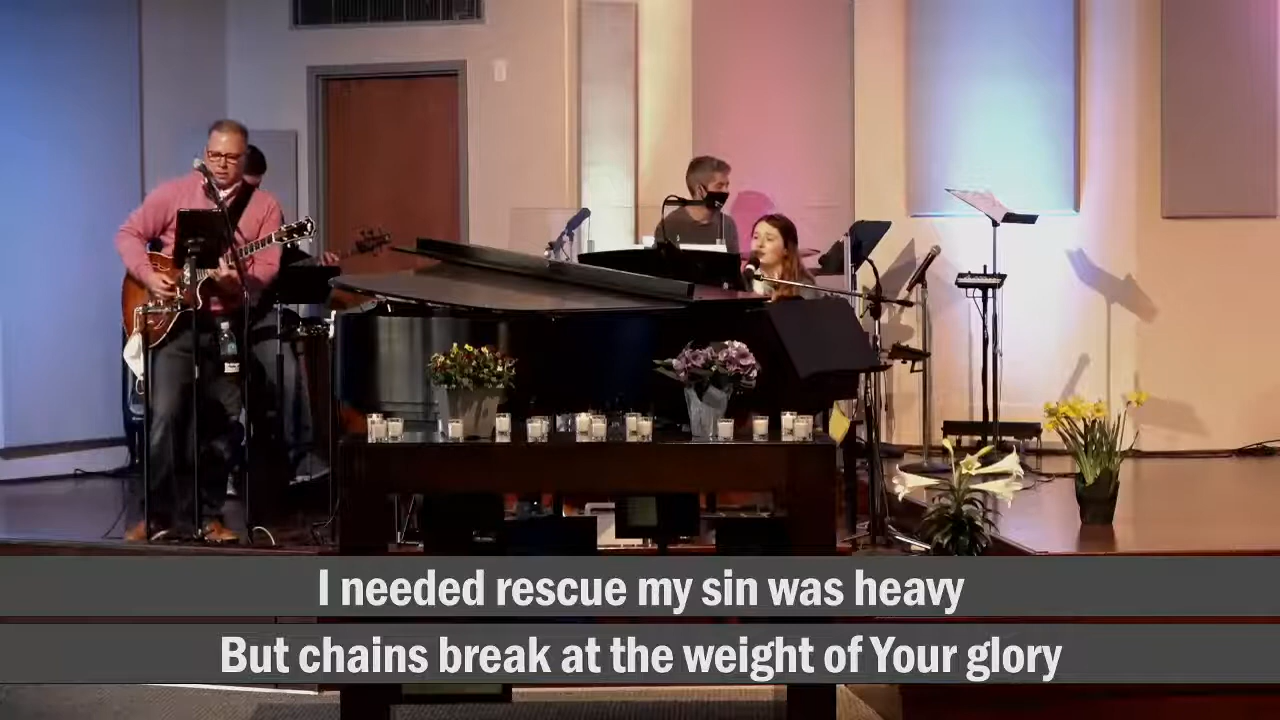 I needed rescue my sin was heavy
But chains break at the weight of Your glory